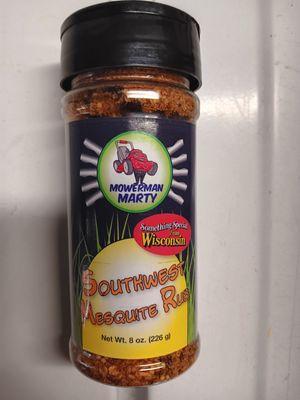 MOWERMAN
MARTY
Something Special
from
Wisconsin
SOUTHWEST
MESQUITE RUB
Net Wt. 8 oz. (226 g)